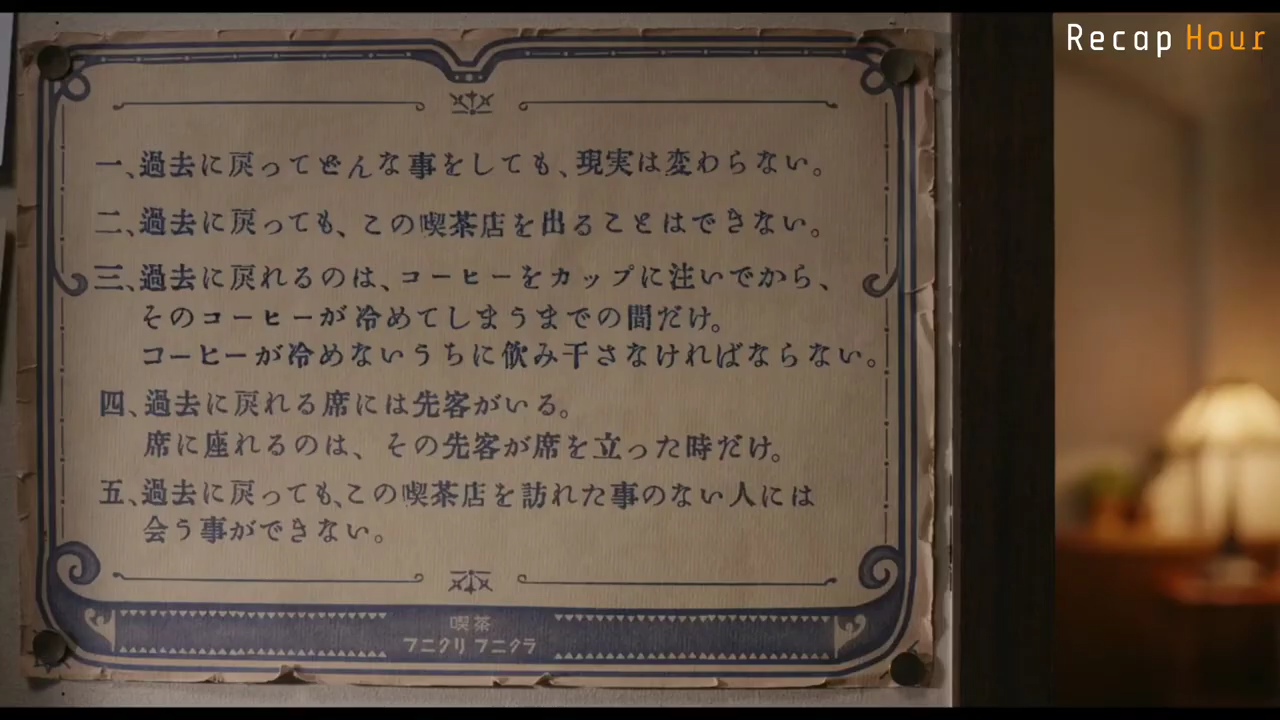 Recap Hour
一、過去に戻ってどんな事をしても、現実は変わらない。
二、過去に戻っても、この喫茶店を出ることはできない。
三、過去に戻れるのは、コーヒーをカップに注いでから、
そのコーヒーが冷めてしまうまでの間だけ。
コーヒーが冷めないうちに飲み干さなければならない。
四、過去に戻れる席には先客がいる。
席に座れるのは、その先客が席を立った時だけ。
五、過去に戻っても、この喫茶店を訪れた事のない人には
会う事ができない。
喫茶
フニクリ フニクラ